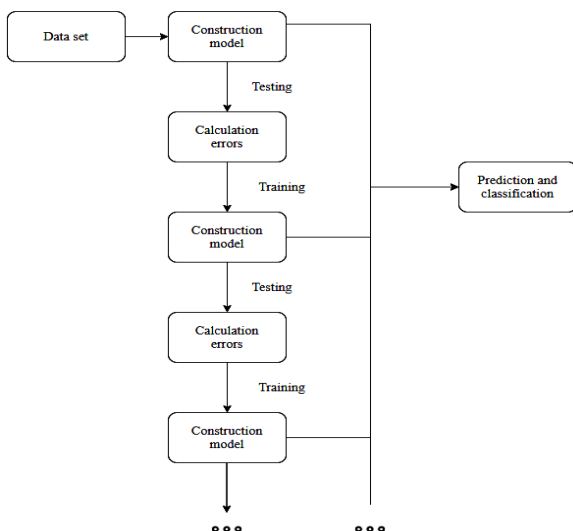 Data set
Construction
model
Testing
Calculation
errors
Training
Prediction and
classification
Construction
model
Testing
Calculation
errors
Training
Construction
model